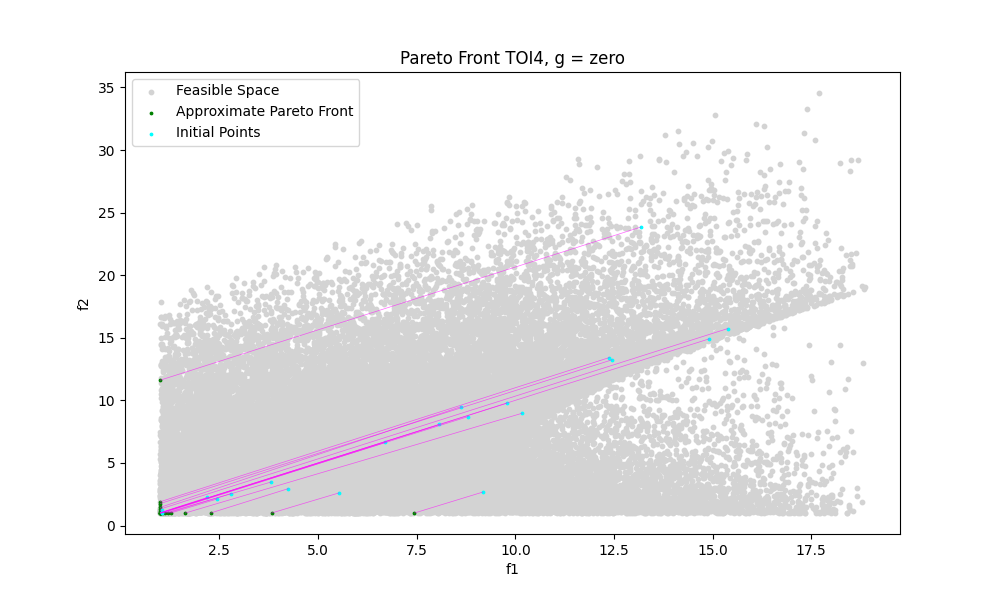 Pareto Front TOI4, g = zero
Feasible Space
Approximate Pareto Front
Initial Points
35
30
25
20
15
10
5
0
f2
2.5
5.0
7.5
10.0
12.5
15.0
17.5
f1